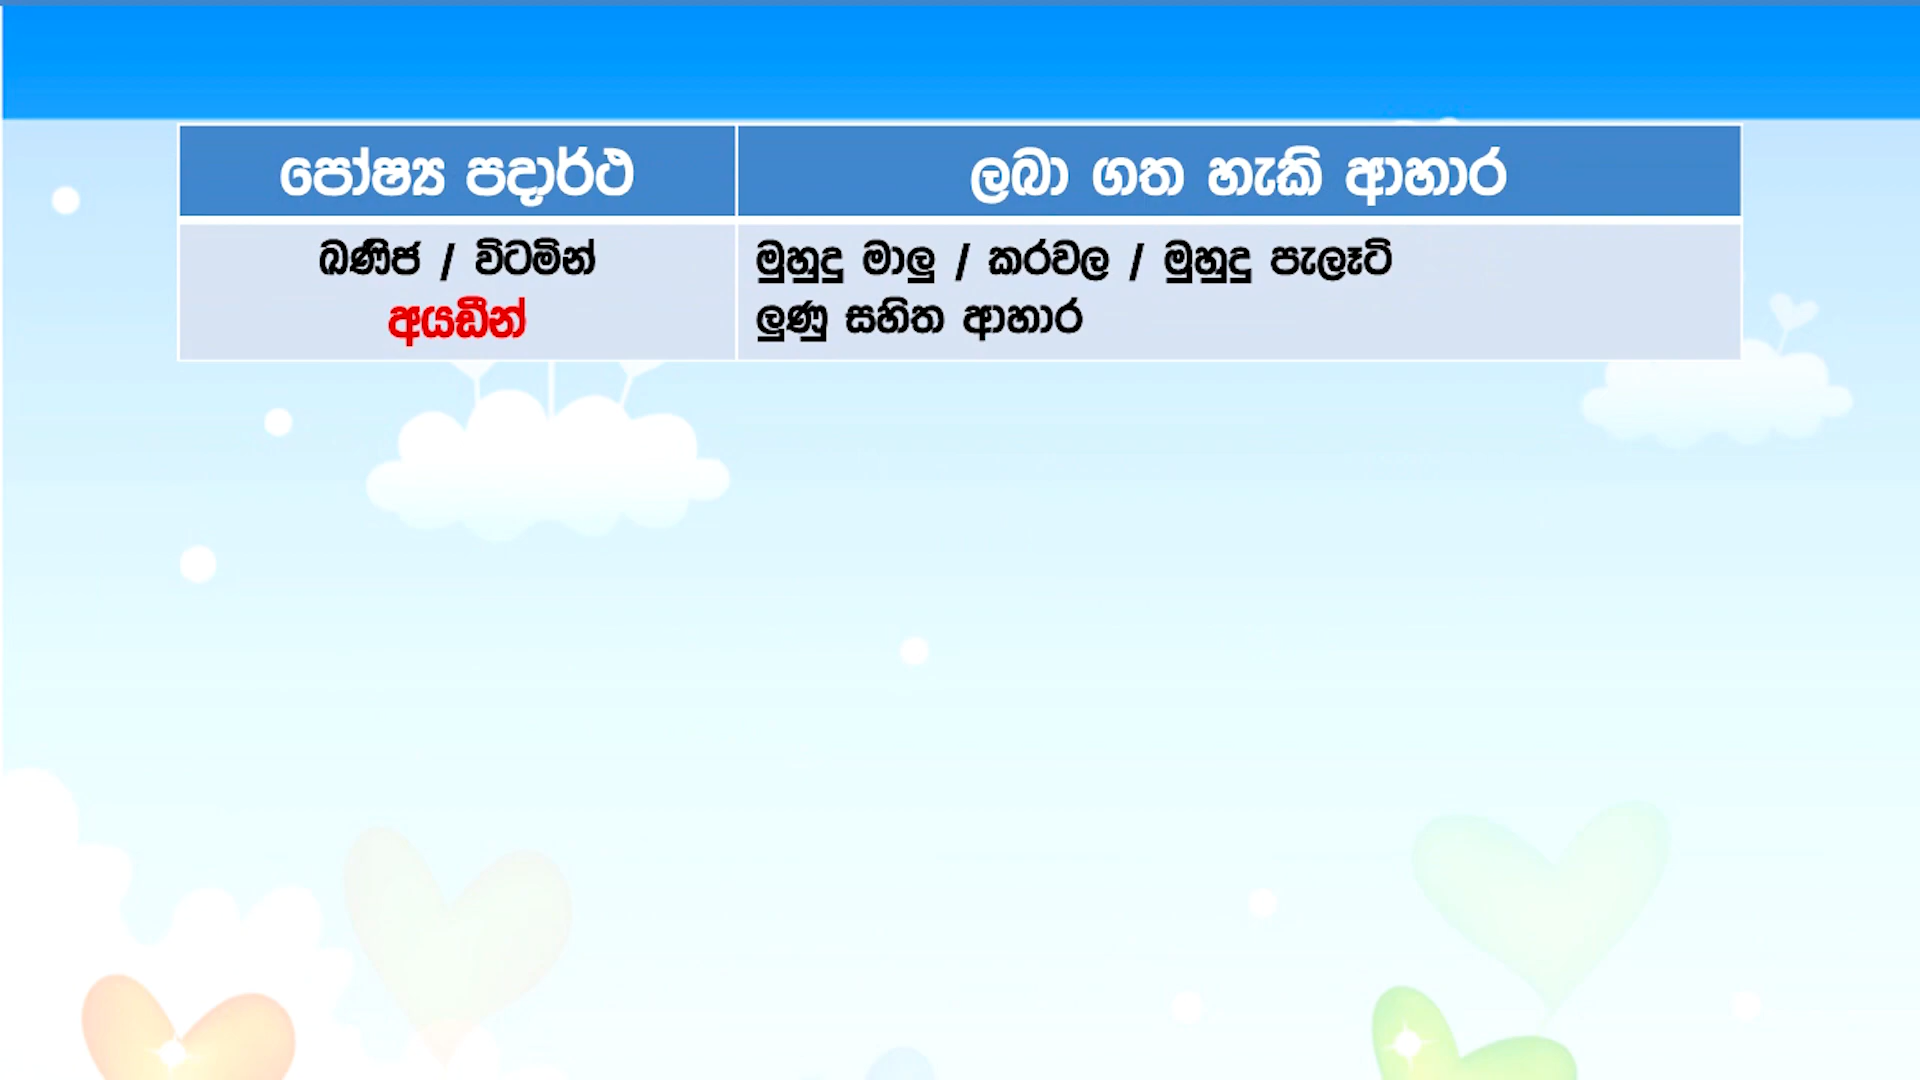 පෝෂ්‍ය පදාර්ථ
ලබා ගත හැකි ආහාර
ඛණිජ / විටමින්
අයඩීන්
මුහුදු මාලු / කරවල / මුහුදු පැලෑටි
ලුණු සහිත ආහාර